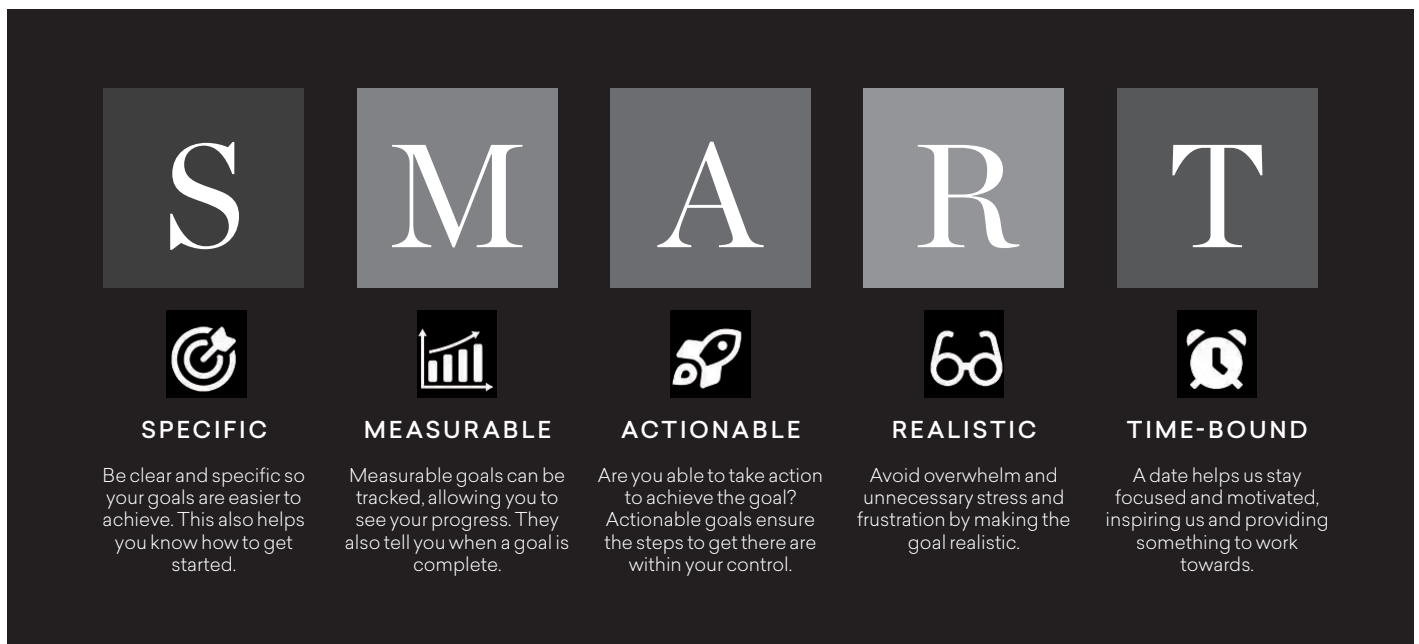 S
M
A
R
T
SPECIFIC
Be clear and specific so
your goals are easier to
achieve. This also helps
you know how to get
started.
MEASURABLE
Measurable goals can be
tracked, allowing you to
see your progress. They
also tell you when a goal is
complete.
ACTIONABLE
Are you able to take action
to achieve the goal?
Actionable goals ensure
the steps to get there are
within your control.
REALISTIC
Avoid overwhelm and
unnecessary stress and
frustration by making the
goal realistic.
TIME-BOUND
A date helps us stay
focused and motivated,
inspiring us and providing
something to work
towards.